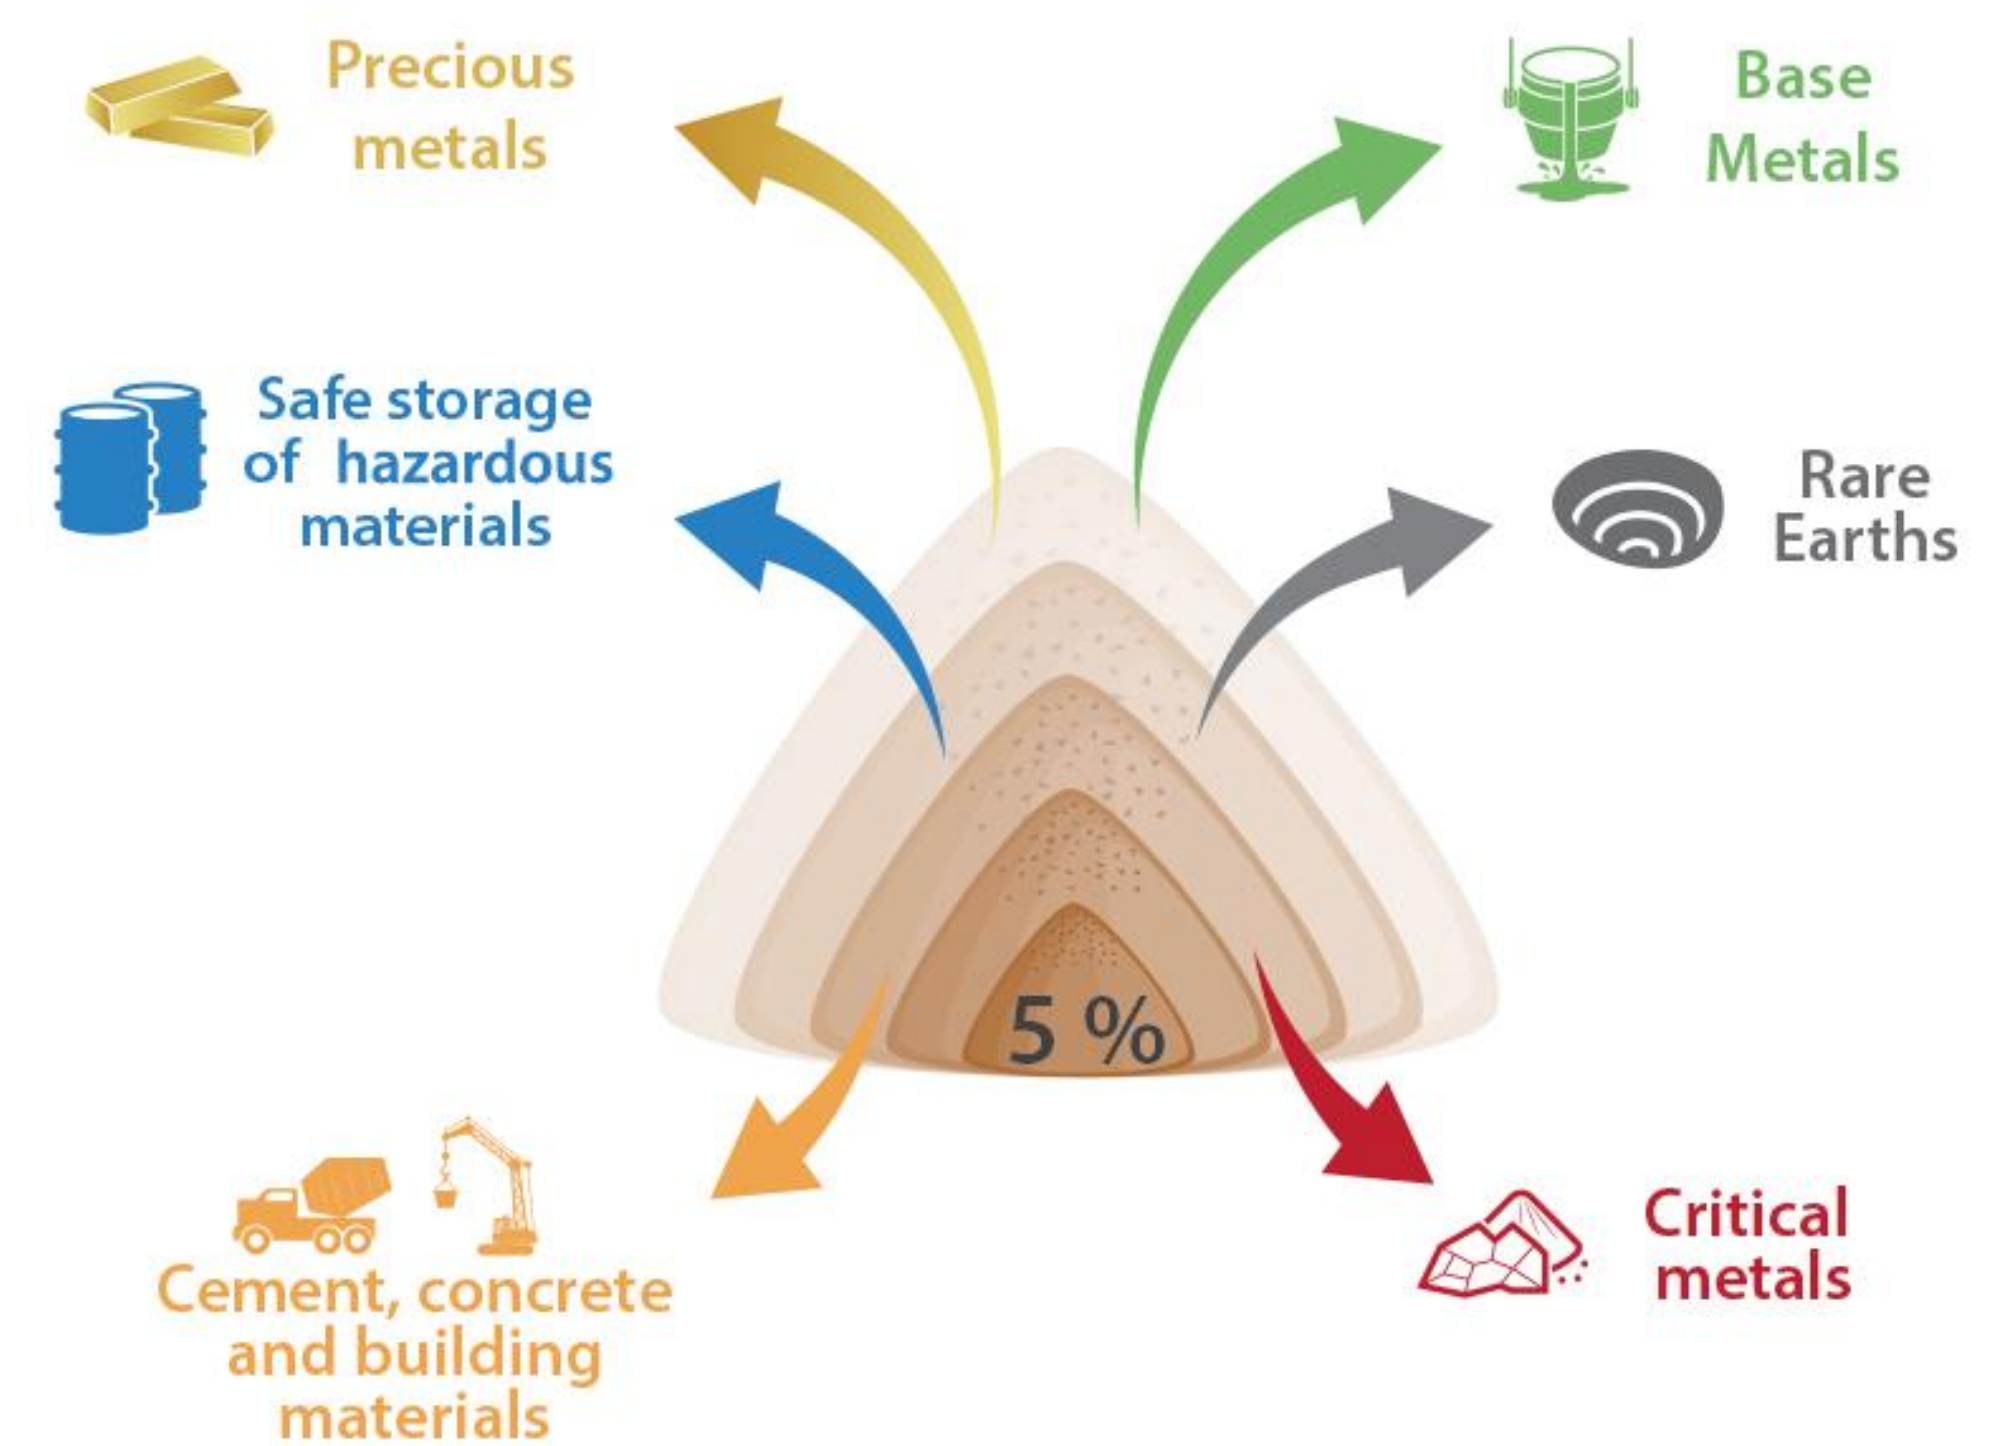 Precious
metals
Base
Metals
Safe storage
of hazardous
materials
Rare
Earths
5 %
Cement, concrete
and building
materials
Critical
metals